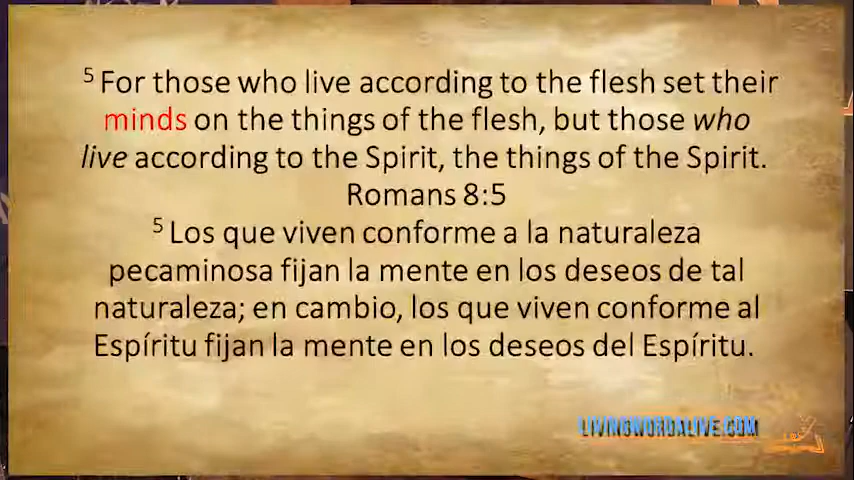 5 For those who live according to the flesh set their
minds on the things of the flesh, but those who
live according to the Spirit, the things of the Spirit.
Romans 8:5
5 Los que viven conforme a la naturaleza
pecaminosa fijan la mente en los deseos de tal
naturaleza; en cambio, los que viven conforme al
Espíritu fijan la mente en los deseos del Espíritu.
LIVINGWORDALIVE.COM